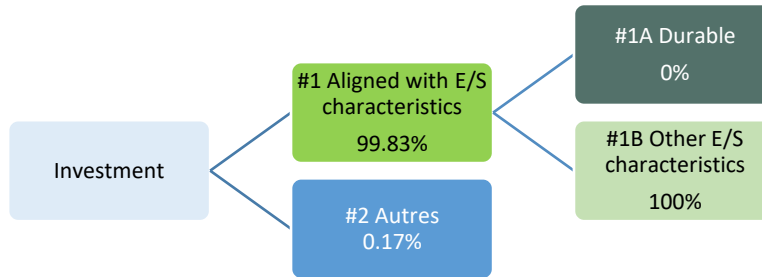 Investment
#1 Aligned with E/S
characteristics
99.83%
#2 Autres
0.17%
#1A Durable
0%
#1B Other E/S
characteristics
100%